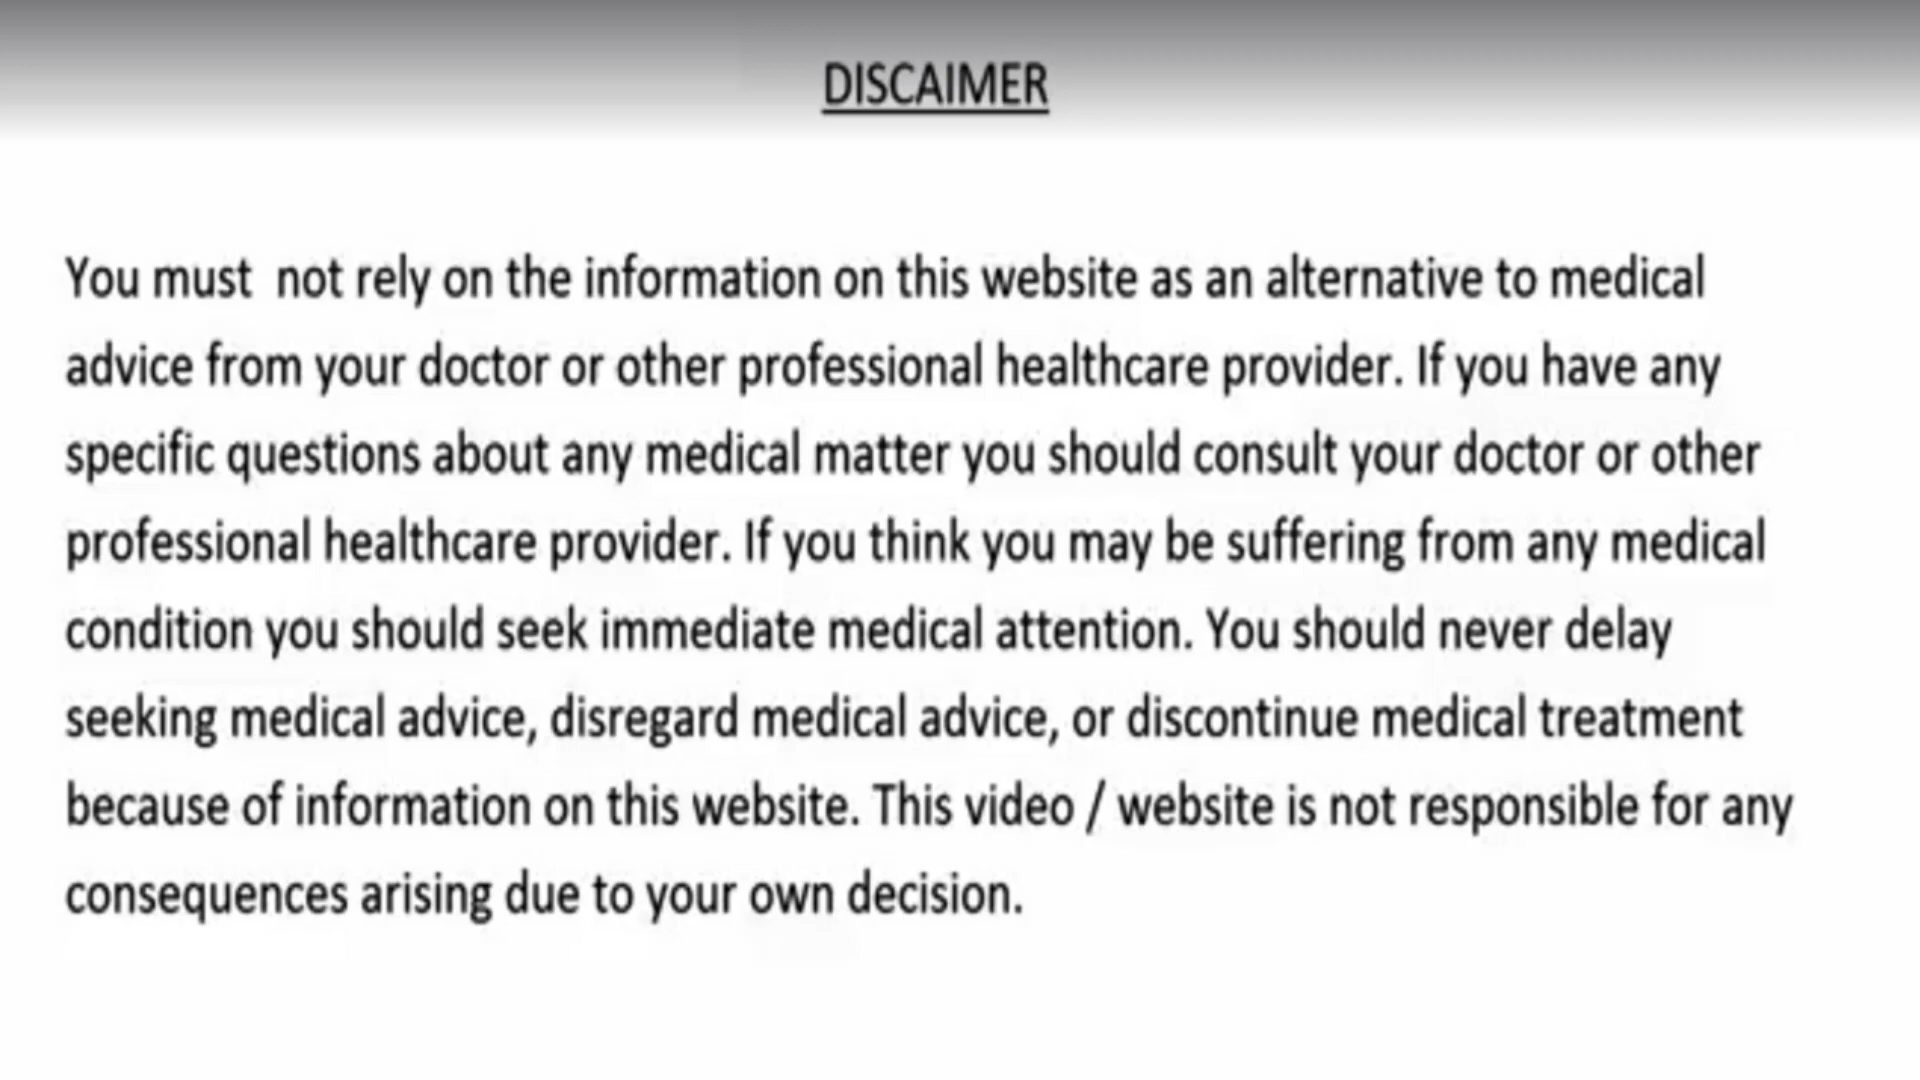 DISCAIMER
You must  not rely on the information on this website as an alternative to medical
advice from your doctor or other professional healthcare provider. If you have any
specific questions about any medical matter you should consult your doctor or other
professional healthcare provider. If you think you may be suffering from any medical
condition you should seek immediate medical attention. You should never delay
seeking medical advice, disregard medical advice, or discontinue medical treatment
because of information on this website. This video / website is not responsible for any
consequences arising due to your own decision.